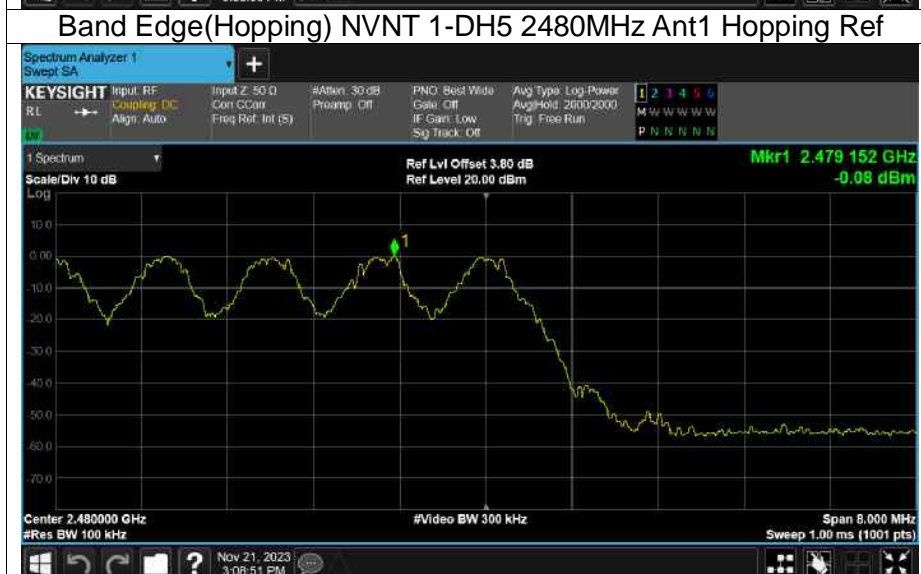 Band Edge(Hopping) NVNT 1-DH5 2480MHz Ant1 Hopping Ref
Spectrum Analyzer 1
Swept SA
+
KEYSIGHT Input: RF Input Z: 50 Ω #Atten: 30 dB PNO: Best Wide Avg Type: Log-Power 1 2 3 4 5 6
RL Coupling: DC Corr CCorr Preamp: Off Gate: Off Avg|Hold: 2000/2000 M W W W W W
Align: Auto Freq Ref: Int (S) IF Gain: Low Trig: Free Run
Sig Track: Off P N N N N N
1 Spectrum Ref Lvl Offset 3.80 dB Mkr1 2.479 152 GHz
Scale/Div 10 dB Ref Level 20.00 dBm -0.08 dBm
Log
10.0
1
0.00
-10.0
-20.0
-30.0
-40.0
-50.0
-60.0
-70.0
Center 2.480000 GHz #Video BW 300 kHz Span 8.000 MHz
#Res BW 100 kHz Sweep 1.00 ms (1001 pts)
? Nov 21, 2023
3:08:51 PM